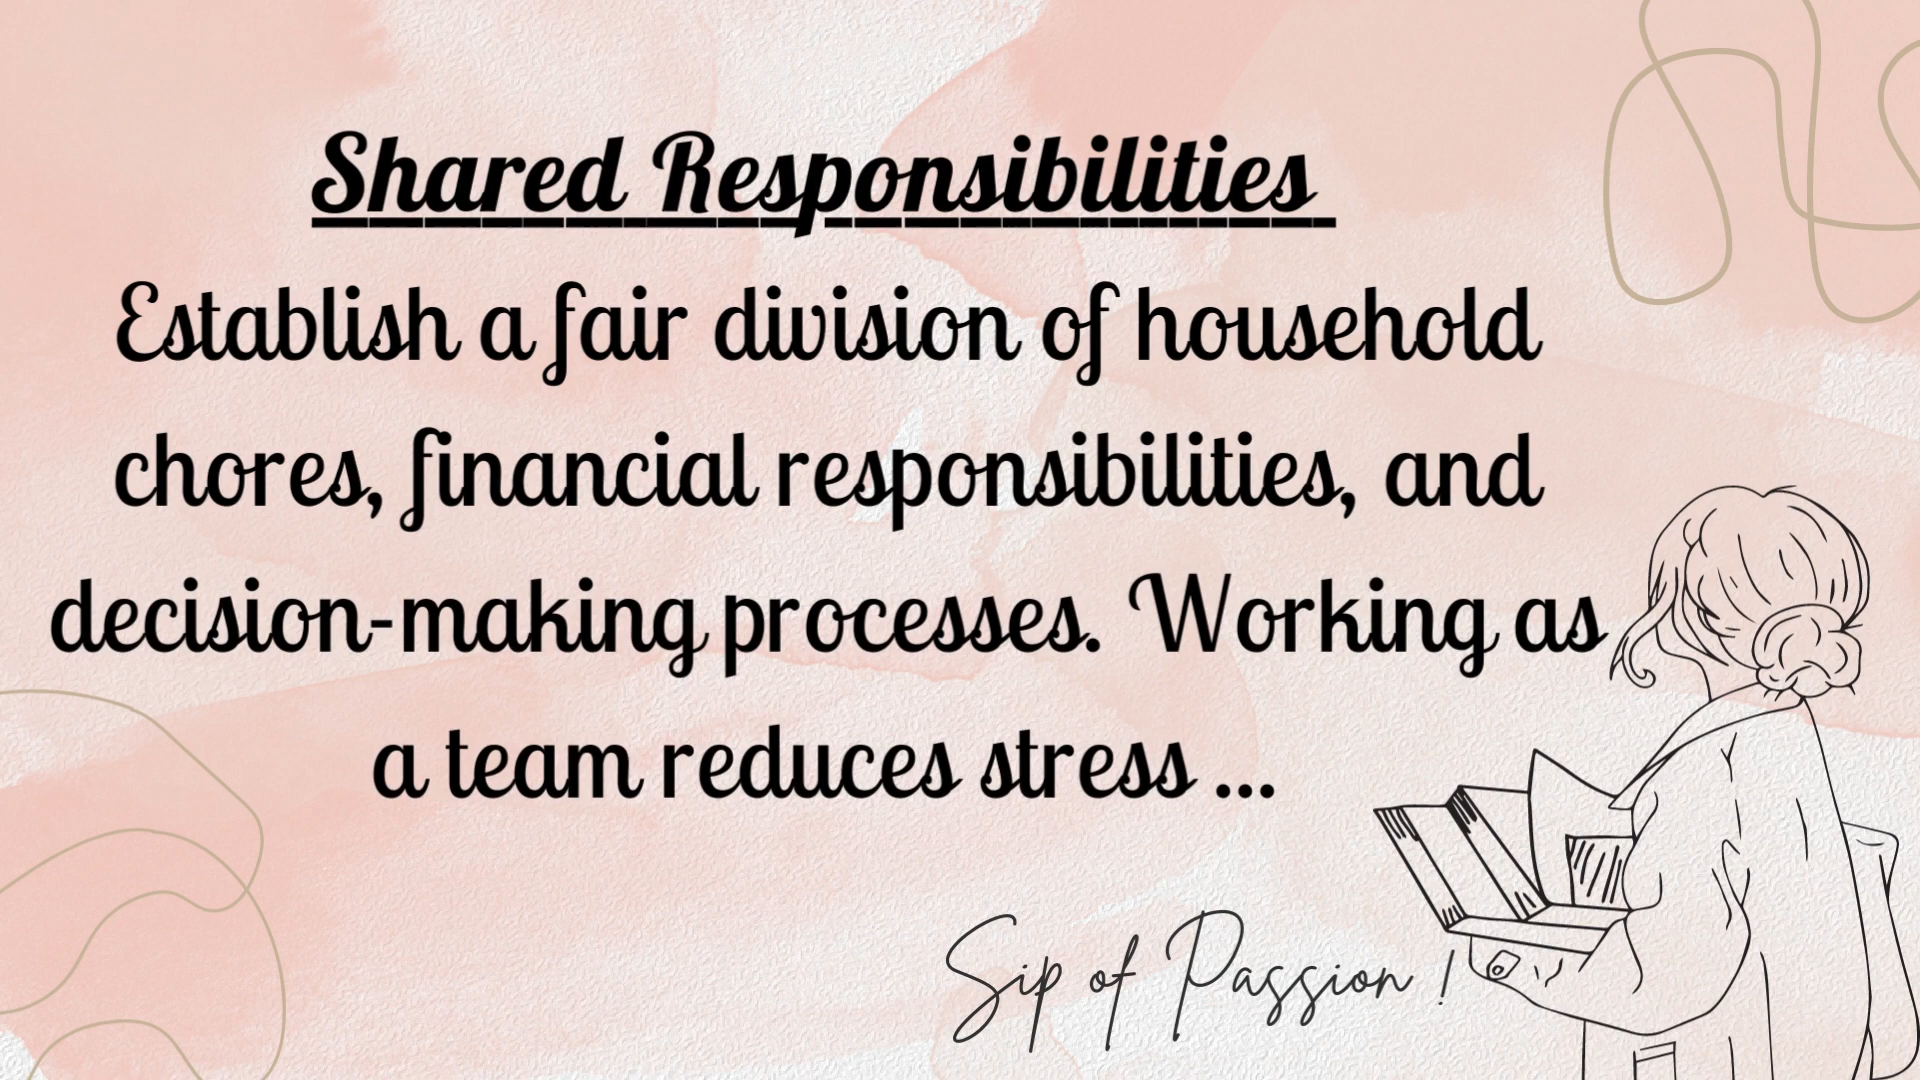 Shared Responsibilities
Establish a fair division of household
chores, financial responsibilities, and
decision-making processes. Working as
a team reduces stress ...
Sip of Passion !